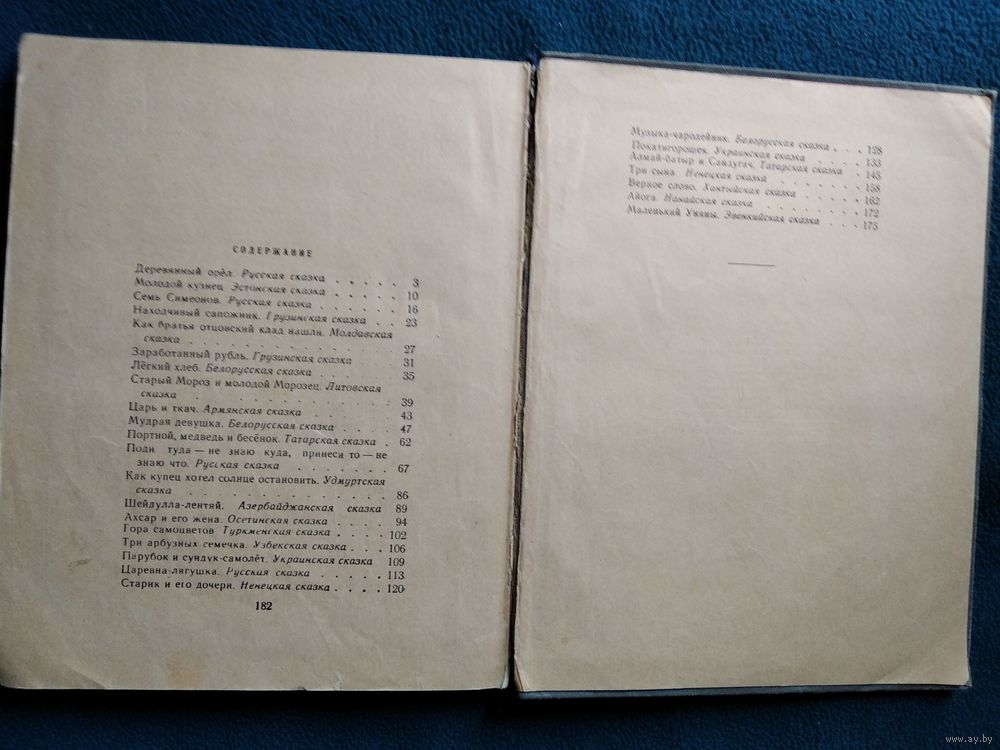 СОДЕРЖАНИЕ
Деревянный орёл. Русская сказка . . . . . 3
Молодой кузнец. Эстонская сказка . . . . . 10
Семь Симеонов. Русская сказка . . . . . 16
Находчивый сапожник. Грузинская сказка . . 23
Как братья отцовский клад нашли. Молдавская
сказка . . . . . . . . . . . 27
Заработанный рубль. Грузинская сказка . . . 31
Лёгкий хлеб. Белорусская сказка . . . . . 35
Старый Мороз и молодой Морозец. Литовская
сказка . . . . . . . . . . . 39
Царь и ткач. Армянская сказка . . . . . 43
Мудрая девушка. Белорусская сказка . . . . 47
Портной, медведь и бесёнок. Татарская сказка . 62
Поди туда — не знаю куда, принеси то — не
знаю что. Русская сказка . . . . . . . 67
Как купец хотел солнце остановить. Удмуртская
сказка . . . . . . . . . . . 86
Шейдулла-лентяй. Азербайджанская сказка 89
Ахсар и его жена. Осетинская сказка . . . . 94
Гора самоцветов Туркменская сказка . . . . 102
Три арбузных семечка. Узбекская сказка . . . 106
Парубок и сундук-самолёт. Украинская сказка 109
Царевна-лягушка. Русская сказка . . . . . 113
Старик и его дочери. Ненецкая сказка . . . . 120
182
Музыка-чародейник. Белорусская сказка . . . 128
Покатигорошек. Украинская сказка . . . . 133
Алмай-батыр и Сандугач. Татарская сказка . 145
Три сына. Ненецкая сказка . . . . . . 158
Верное слово. Хантыйская сказка . . . . . 162
Айога. Нанайская сказка . . . . . . . 172
Маленький Уняны. Эвенкийская сказка . . . 175
www.ay.by